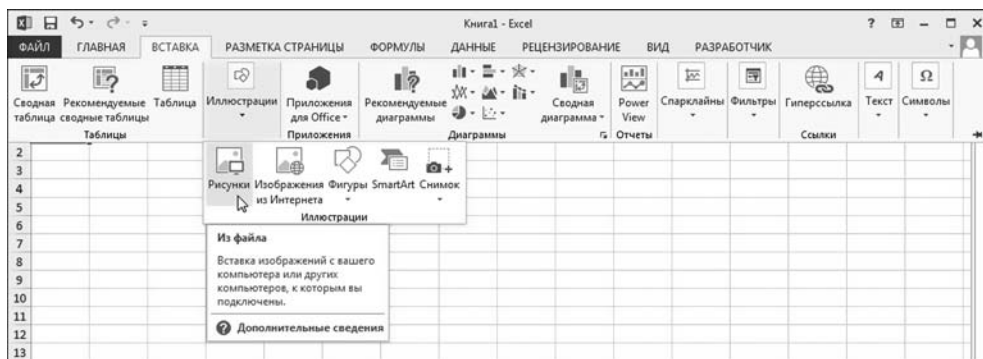 Книга1 - Excel
ФАЙЛ ГЛАВНАЯ ВСТАВКА РАЗМЕТКА СТРАНИЦЫ ФОРМУЛЫ ДАННЫЕ РЕЦЕНЗИРОВАНИЕ ВИД РАЗРАБОТЧИК
Сводная Рекомендуемые Таблица Иллюстрации Приложения Рекомендуемые Сводная Power Спарклайны Фильтры Гиперссылка Текст Символы
таблица сводные таблицы для Office диаграммы диаграмма View
Таблицы Приложения Диаграммы Отчеты Ссылки
2
3
4
5
6
7
8
9
10
11
12
13
Рисунки Изображения Фигуры SmartArt Снимок
из Интернета
Иллюстрации
Из файла
Вставка изображений с вашего
компьютера или других
компьютеров, к которым вы
подключены.
Дополнительные сведения